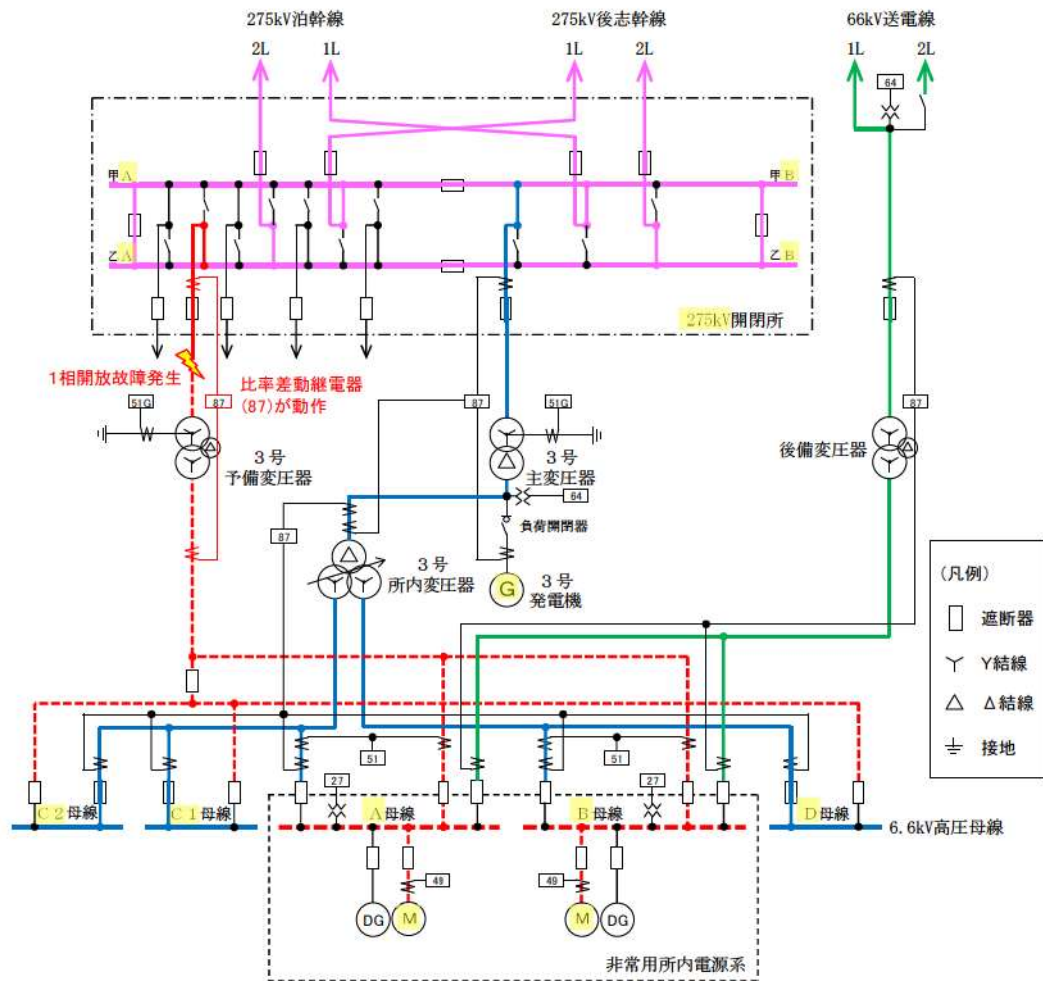 275kV泊幹線
275kV後志幹線
66kV送電線
2L
1L
1L
2L
1L
2L
64
甲A
甲B
乙A
乙B
275kV開閉所
1相開放故障発生
比率差動継電器
(87)が動作
51G
87
87
51G
87
3号
予備変圧器
3号
主変圧器
後備変圧器
64
87
負荷開閉器
3号
所内変圧器
G
3号
発電機
(凡例)
遮断器
Y結線
Δ結線
接地
51
51
27
27
C2母線
C1母線
A母線
B母線
D母線
6.6kV高圧母線
49
49
DG
M
M
DG
非常用所内電源系